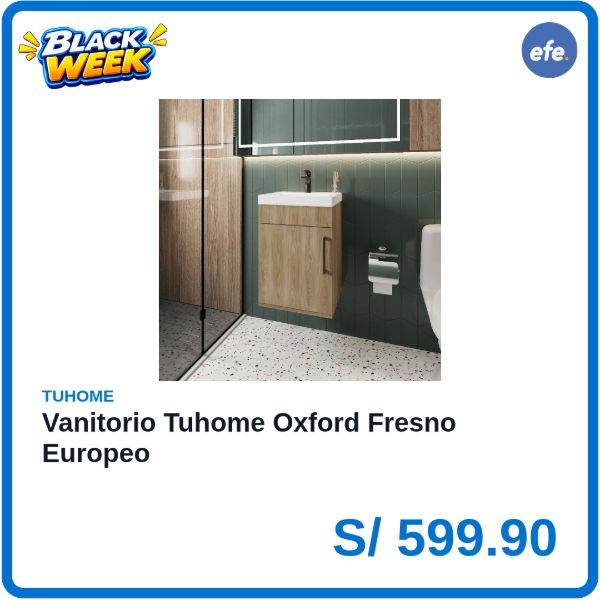 BLACK
WEEK
efe.
TUHOME
Vanitorio Tuhome Oxford Fresno
Europeo
S/ 599.90